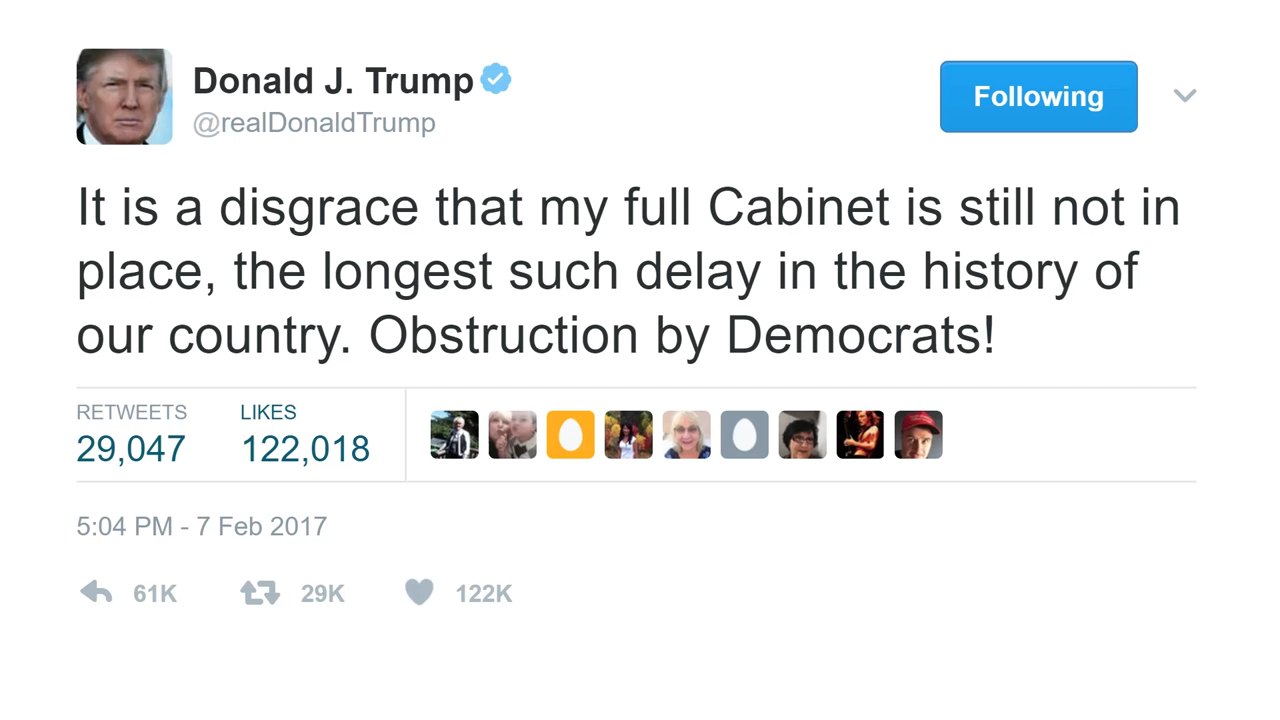 Donald J. Trump
@realDonaldTrump
Following
It is a disgrace that my full Cabinet is still not in
place, the longest such delay in the history of
our country. Obstruction by Democrats!
RETWEETS LIKES
29,047 122,018
5:04 PM - 7 Feb 2017
61K 29K 122K